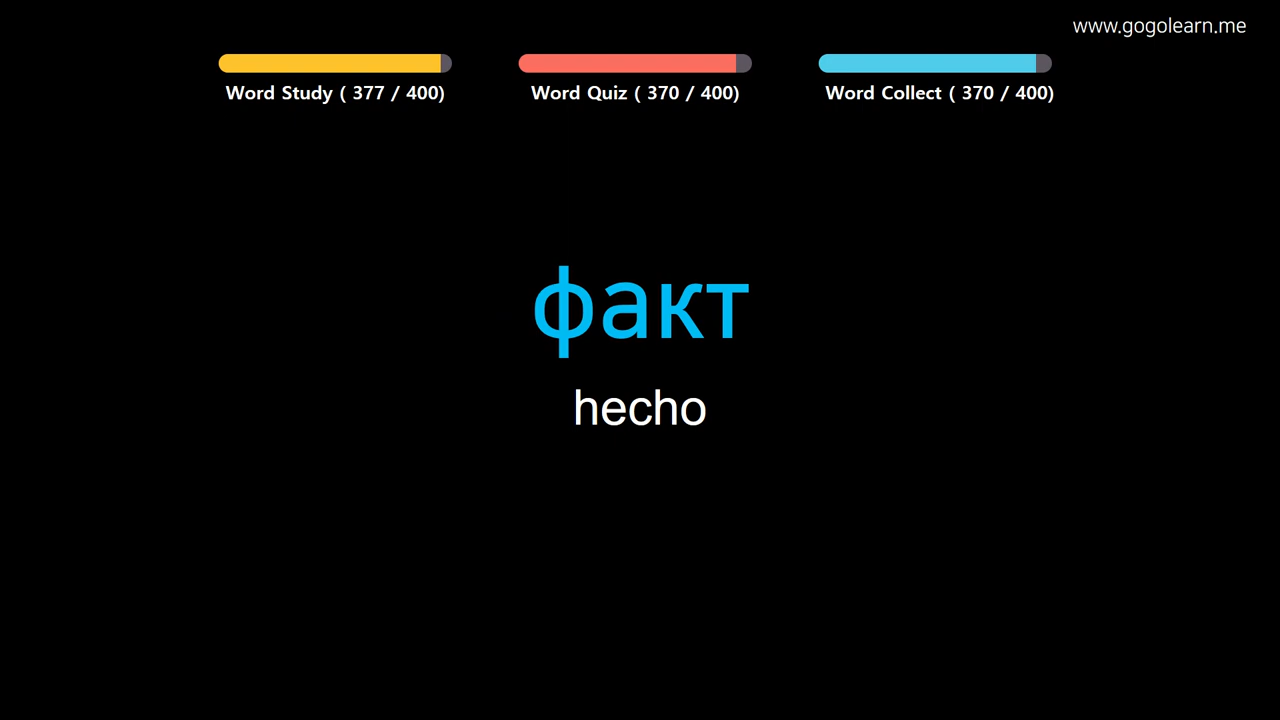 www.gogolearn.me
Word Study ( 377 / 400)
Word Quiz ( 370 / 400)
Word Collect ( 370 / 400)
факт
hecho